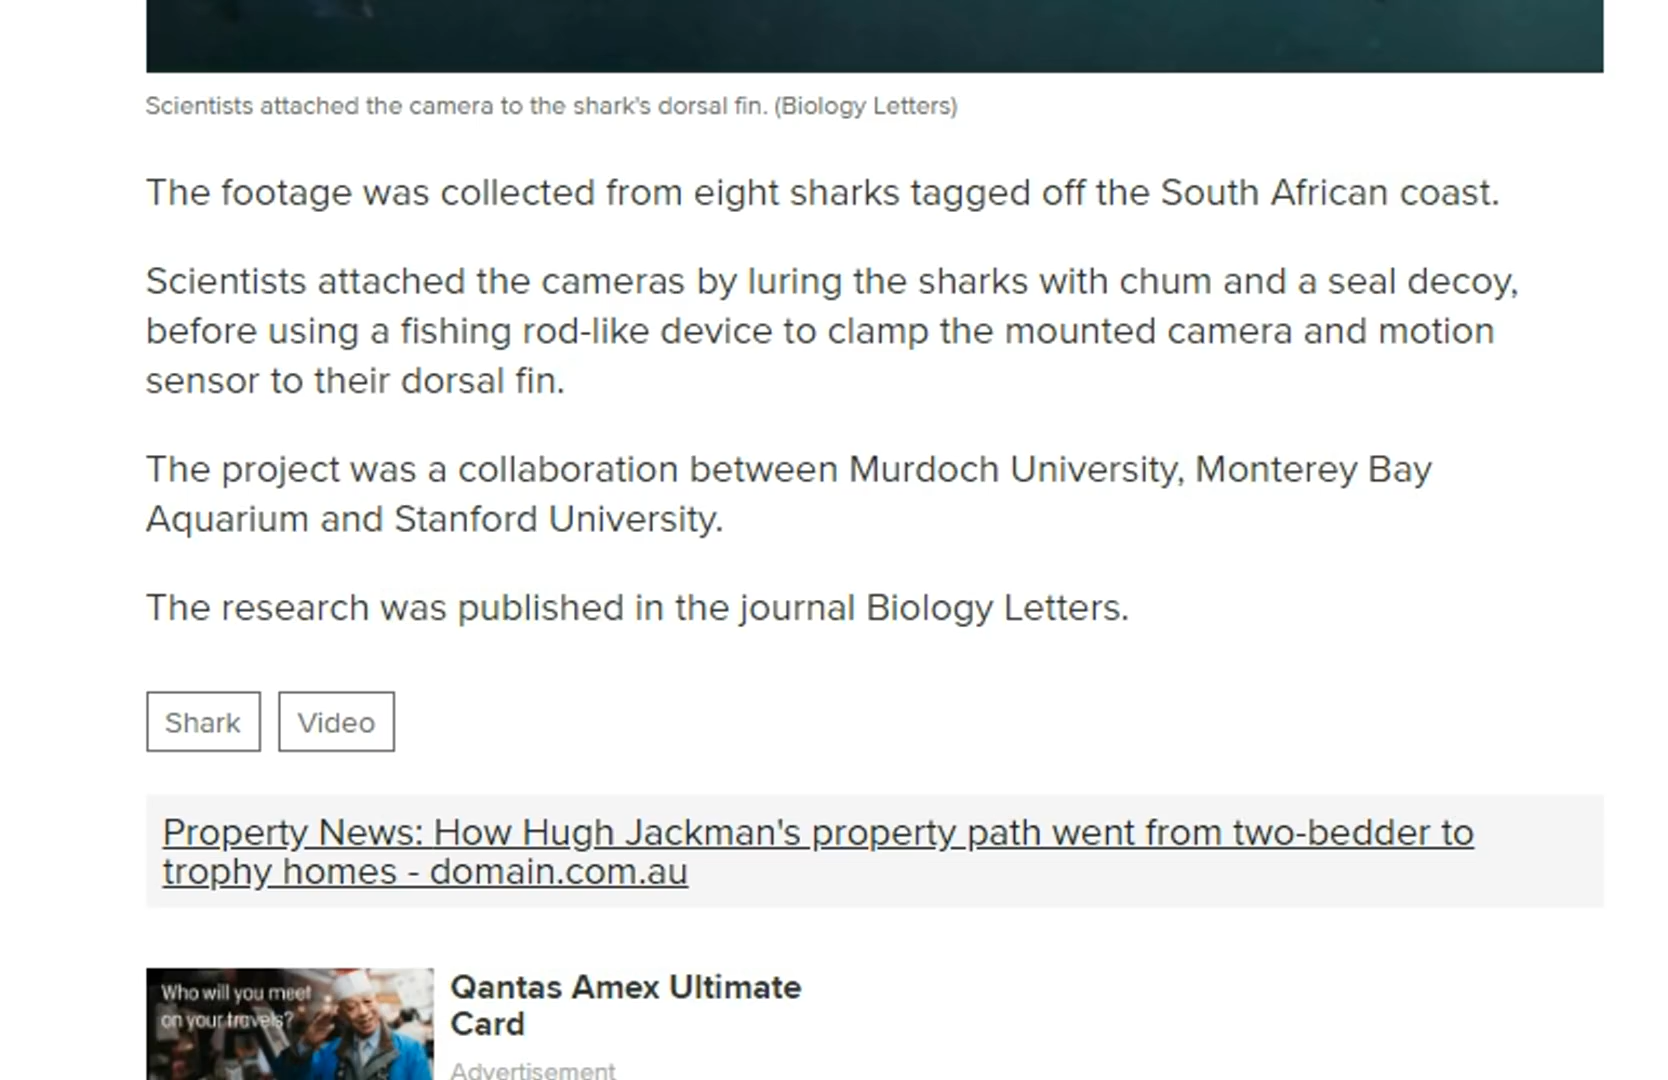 Scientists attached the camera to the shark's dorsal fin. (Biology Letters)
The footage was collected from eight sharks tagged off the South African coast.
Scientists attached the cameras by luring the sharks with chum and a seal decoy,
before using a fishing rod-like device to clamp the mounted camera and motion
sensor to their dorsal fin.
The project was a collaboration between Murdoch University, Monterey Bay
Aquarium and Stanford University.
The research was published in the journal Biology Letters.
Shark
Video
Property News: How Hugh Jackman's property path went from two-bedder to
trophy homes - domain.com.au
Who will you meet
on your travels?
Qantas Amex Ultimate
Card
Advertisement